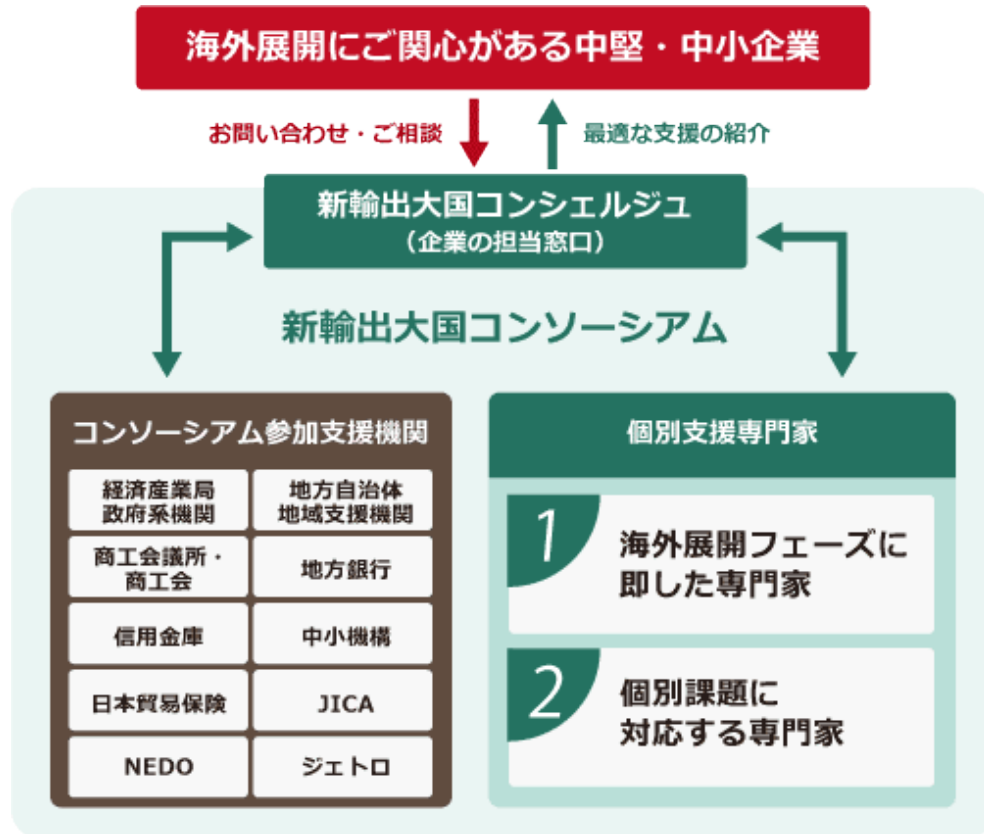 海外展開にご関心がある中堅・中小企業
お問い合わせ・ご相談
最適な支援の紹介
新輸出大国コンシェルジュ
（企業の担当窓口）
新輸出大国コンソーシアム
コンソーシアム参加支援機関
経済産業局
政府系機関
地方自治体
地域支援機関
商工会議所・
商工会
地方銀行
信用金庫
中小機構
日本貿易保険
JICA
NEDO
ジェトロ
個別支援専門家
1
海外展開フェーズに
即した専門家
2
個別課題に
対応する専門家